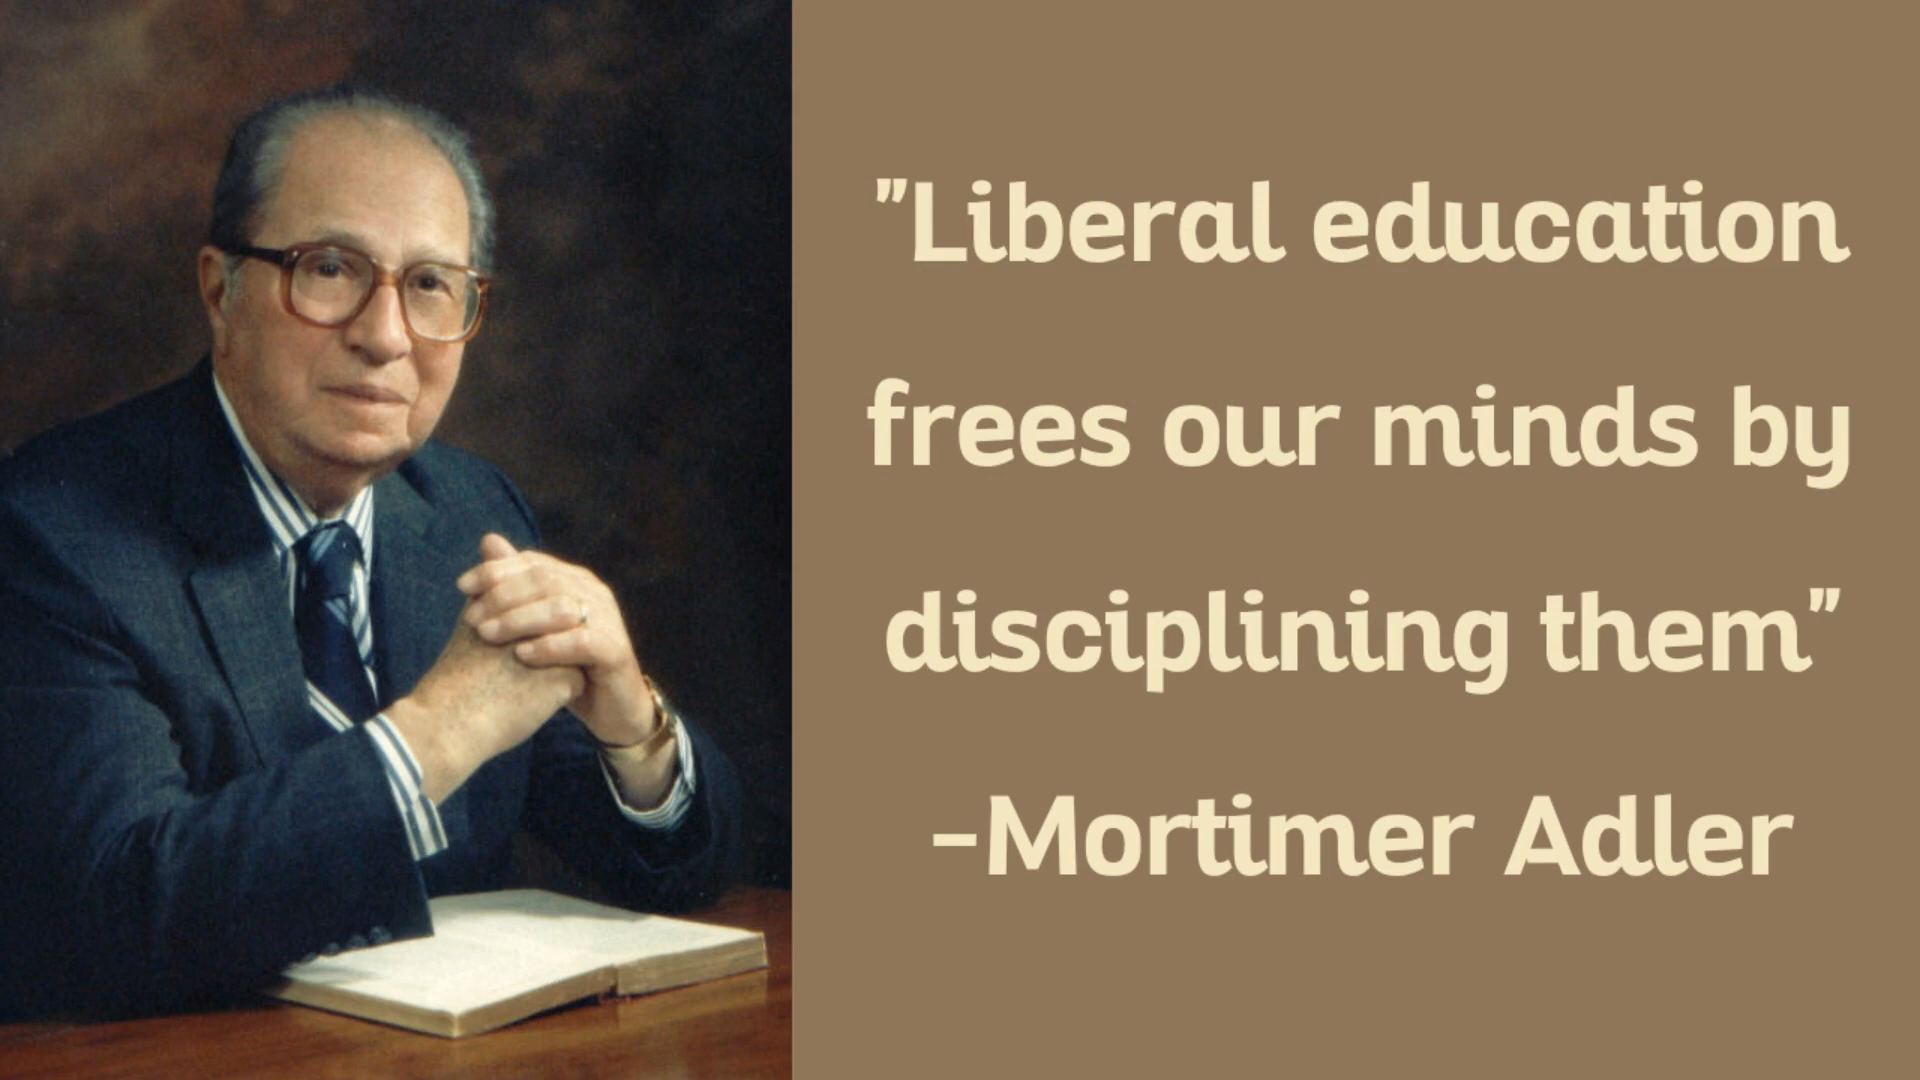 "Liberal education
frees our minds by
disciplining them"
-Mortimer Adler